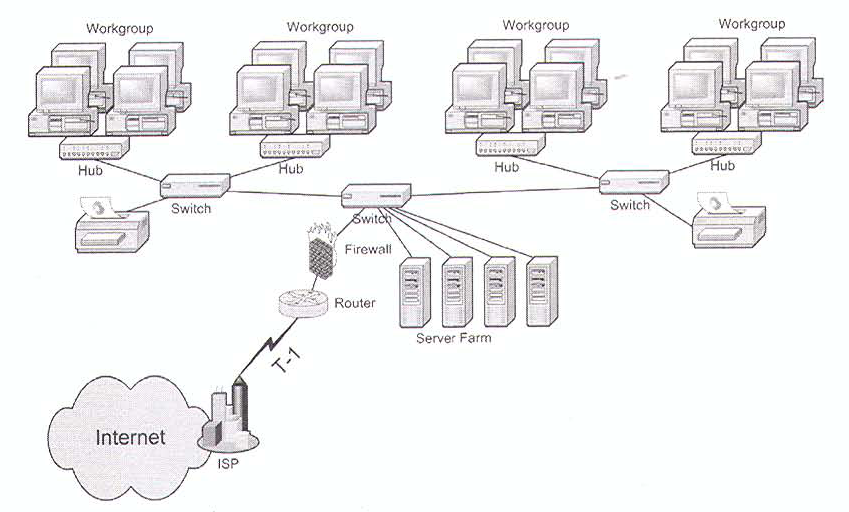 Workgroup
Workgroup
Workgroup
Workgroup
Hub
Hub
Hub
Hub
Switch
Switch
Switch
Firewall
Router
Server Farm
T-1
Internet
ISP